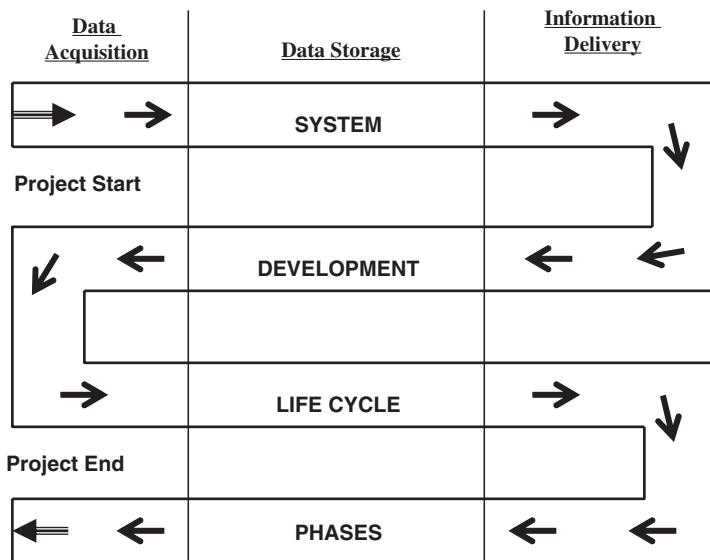 Data
Acquisition
Data Storage
Information
Delivery
SYSTEM
Project Start
DEVELOPMENT
LIFE CYCLE
Project End
PHASES